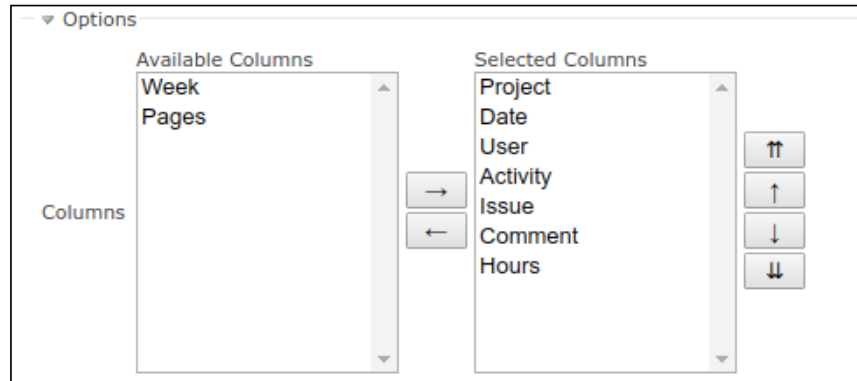 Options
Available Columns
Selected Columns
Week
Pages
Project
Date
User
Activity
Issue
Comment
Hours
Columns
→
←
⇈
↑
↓
⇊